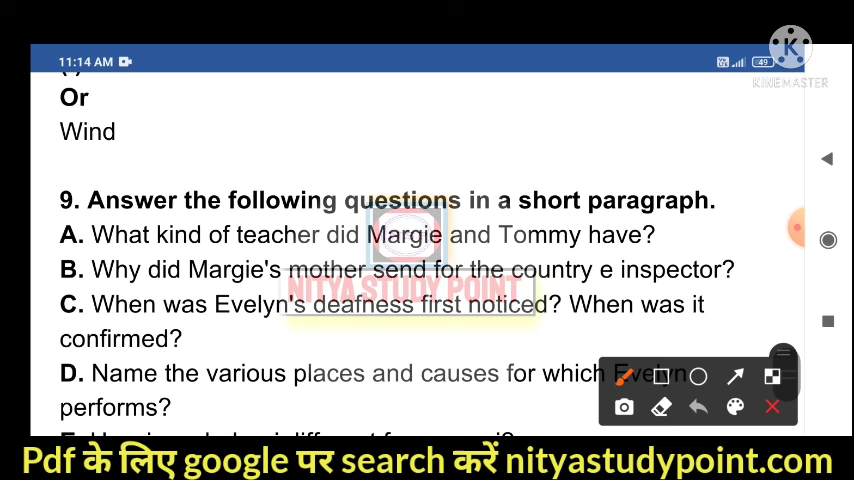 11:14 AM
49
K
KINEMASTER
Or
Wind
9. Answer the following questions in a short paragraph.
A. What kind of teacher did Margie and Tommy have?
B. Why did Margie's mother send for the country e inspector?
NITYA STUDY POINT
C. When was Evelyn's deafness first noticed? When was it
confirmed?
D. Name the various places and causes for which Evelyn
performs?
Pdf के लिए google पर search करें nityastudypoint.com